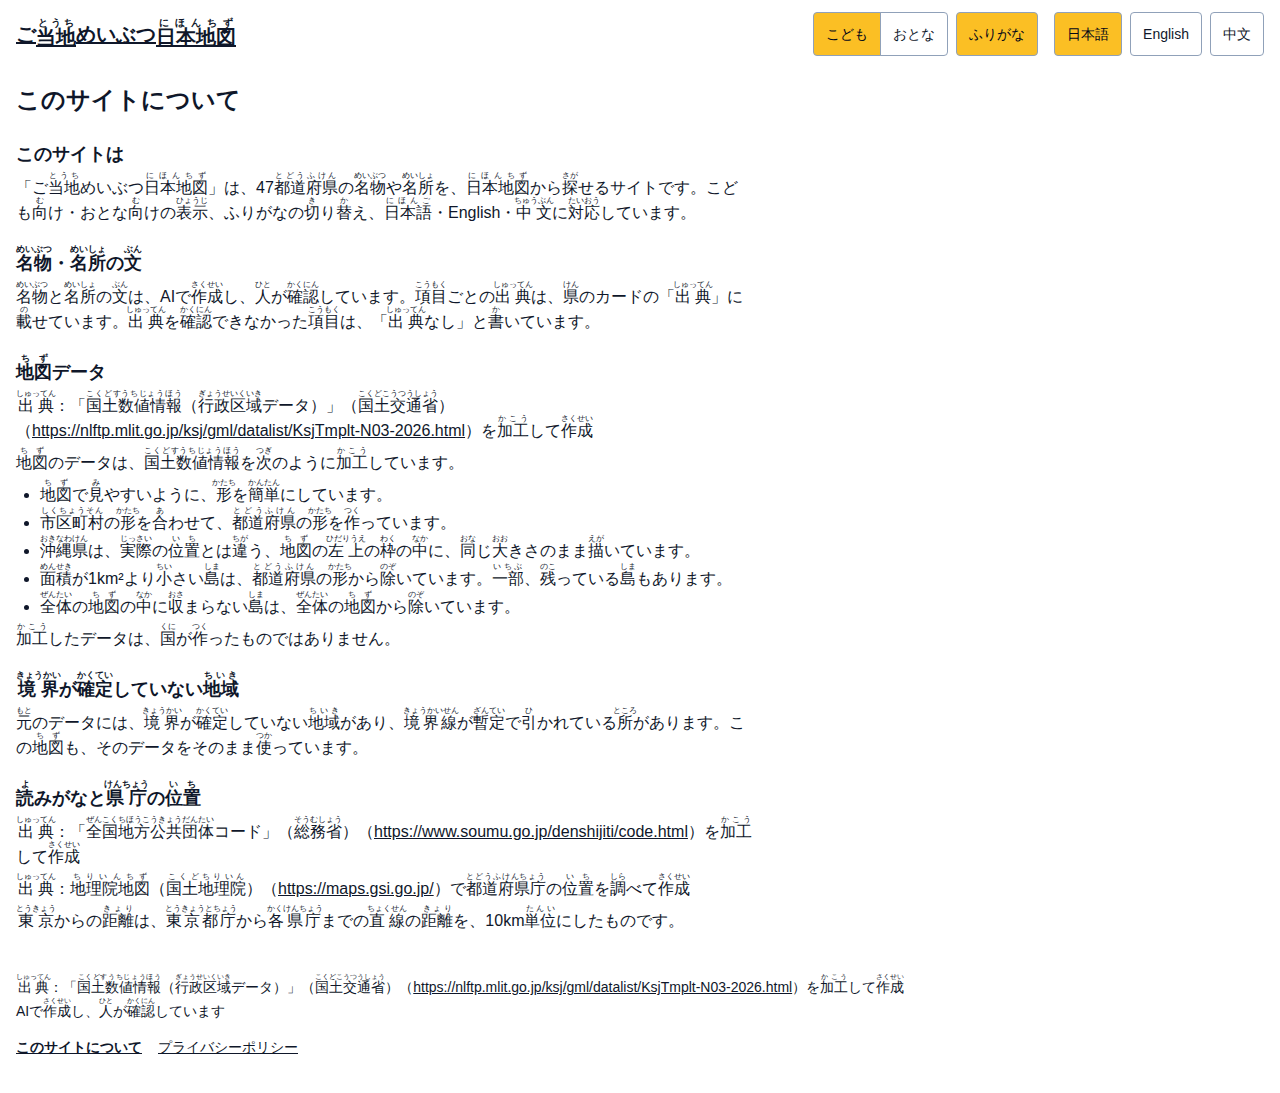 ご当地めいぶつ日本地図
こども おとな ふりがな 日本語 English 中文
このサイトについて
このサイトは
「ご当地めいぶつ日本地図」は、47都道府県の名物や名所を、日本地図から探せるサイトです。こど
も向け・おとな向けの表示、ふりがなの切り替え、日本語・English・中文に対応しています。
名物・名所の文
名物と名所の文は、AIで作成し、人が確認しています。項目ごとの出典は、県のカードの「出典」に
載せています。出典を確認できなかった項目は、「出典なし」と書いています。
地図データ
出典：「国土数値情報（行政区域データ）」（国土交通省）
（https://nlftp.mlit.go.jp/ksj/gml/datalist/KsjTmplt-N03-2026.html）を加工して作成
地図のデータは、国土数値情報を次のように加工しています。
• 地図で見やすいように、形を簡単にしています。
• 市区町村の形を合わせて、都道府県の形を作っています。
• 沖縄県は、実際の位置とは違う、地図の左上の枠の中に、同じ大きさのまま描いています。
• 面積が1km²より小さい島は、都道府県の形から除いています。一部、残っている島もあります。
• 全体の地図の中に収まらない島は、全体の地図から除いています。
加工したデータは、国が作ったものではありません。
境界が確定していない地域
元のデータには、境界が確定していない地域があり、境界線が暫定で引かれている所があります。こ
の地図も、そのデータをそのまま使っています。
読みがなと県庁の位置
出典：「全国地方公共団体コード」（総務省）（https://www.soumu.go.jp/denshijiti/code.html）を加工
して作成
出典：地理院地図（国土地理院）（https://maps.gsi.go.jp/）で都道府県庁の位置を調べて作成
東京からの距離は、東京都庁から各県庁までの直線の距離を、10km単位にしたものです。
出典：「国土数値情報（行政区域データ）」（国土交通省）（https://nlftp.mlit.go.jp/ksj/gml/datalist/KsjTmplt-N03-2026.html）を加工して作成
AIで作成し、人が確認しています
このサイトについて プライバシーポリシー